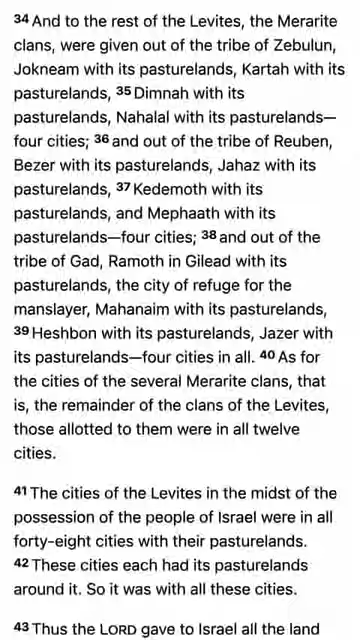 34 And to the rest of the Levites, the Merarite
clans, were given out of the tribe of Zebulun,
Jokneam with its pasturelands, Kartah with its
pasturelands, 35 Dimnah with its
pasturelands, Nahalal with its pasturelands—
four cities; 36 and out of the tribe of Reuben,
Bezer with its pasturelands, Jahaz with its
pasturelands, 37 Kedemoth with its
pasturelands, and Mephaath with its
pasturelands—four cities; 38 and out of the
tribe of Gad, Ramoth in Gilead with its
pasturelands, the city of refuge for the
manslayer, Mahanaim with its pasturelands,
39 Heshbon with its pasturelands, Jazer with
its pasturelands—four cities in all. 40 As for
the cities of the several Merarite clans, that
is, the remainder of the clans of the Levites,
those allotted to them were in all twelve
cities.
41 The cities of the Levites in the midst of the
possession of the people of Israel were in all
forty-eight cities with their pasturelands.
42 These cities each had its pasturelands
around it. So it was with all these cities.
43 Thus the LORD gave to Israel all the land